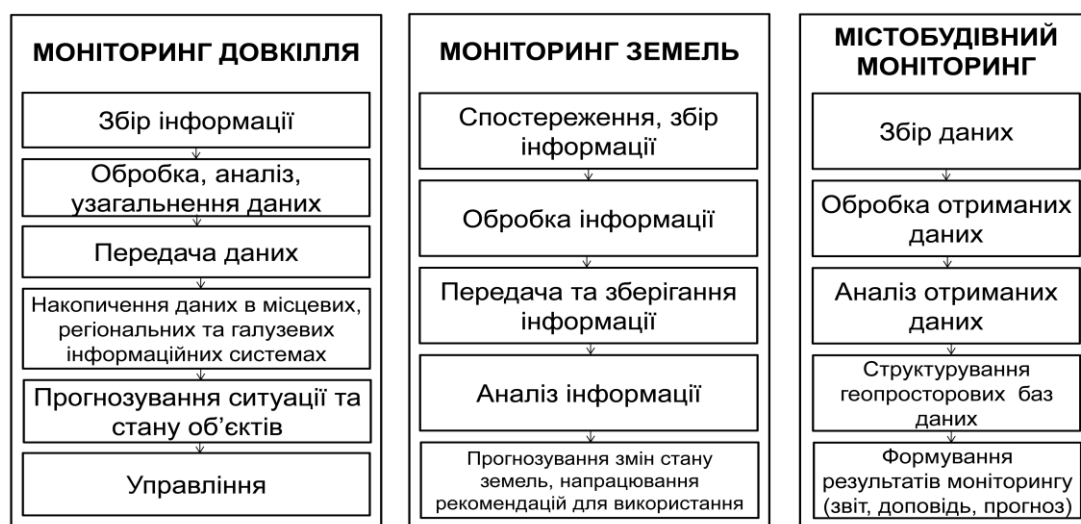 МОНІТОРИНГ ДОВКІЛЛЯ
Збір інформації
Обробка, аналіз,
узагальнення даних
Передача даних
Накопичення даних в місцевих,
регіональних та галузевих
інформаційних системах
Прогнозування ситуації та
стану об’єктів
Управління
МОНІТОРИНГ ЗЕМЕЛЬ
Спостереження, збір
інформації
Обробка інформації
Передача та зберігання
інформації
Аналіз інформації
Прогнозування змін стану
земель, напрацювання
рекомендацій для використання
МІСТОБУДІВНИЙ
МОНІТОРИНГ
Збір даних
Обробка отриманих
даних
Аналіз отриманих
даних
Структурування
геопросторових баз
даних
Формування
результатів моніторингу
(звіт, доповідь, прогноз)